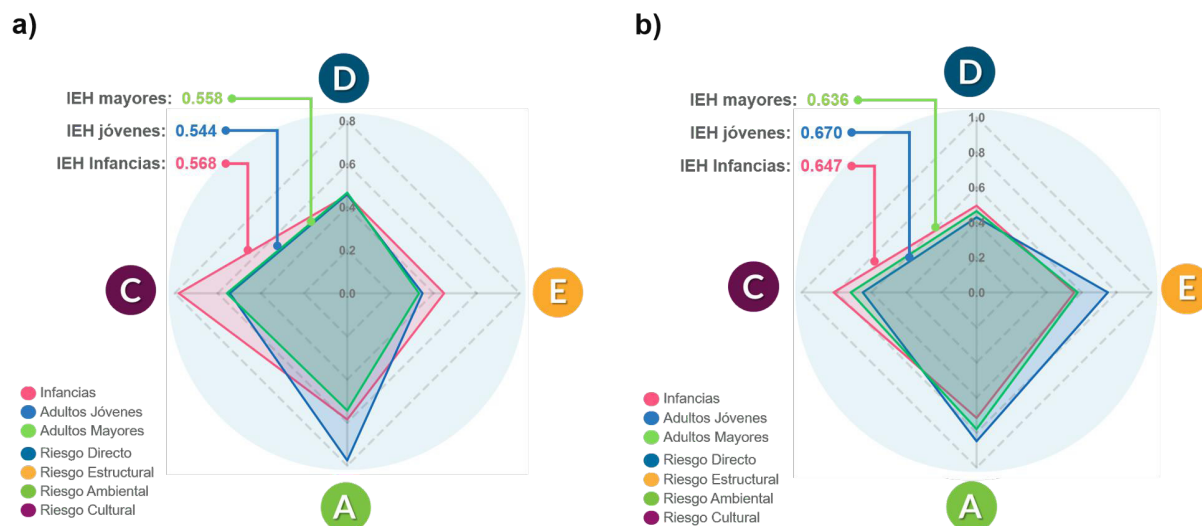 a)
D
IEH mayores: 0.558
IEH jóvenes: 0.544
IEH Infancias: 0.568
0.8
0.6
0.4
0.2
0.0
C
E
A
Infancias
Adultos Jóvenes
Adultos Mayores
Riesgo Directo
Riesgo Estructural
Riesgo Ambiental
Riesgo Cultural
b)
D
IEH mayores: 0.636
IEH jóvenes: 0.670
IEH Infancias: 0.647
1.0
0.8
0.6
0.4
0.2
0.0
C
E
A
Infancias
Adultos Jóvenes
Adultos Mayores
Riesgo Directo
Riesgo Estructural
Riesgo Ambiental
Riesgo Cultural